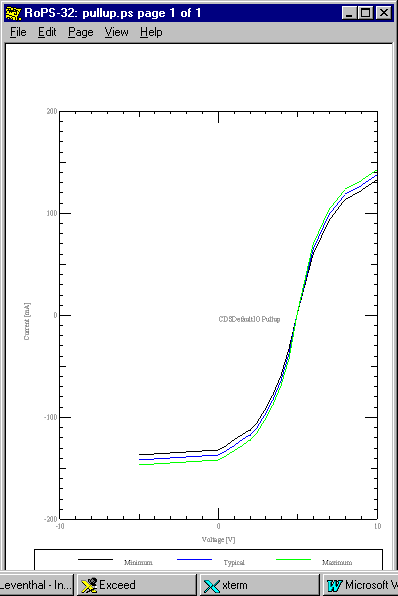 RoPS-32: pullup.ps page 1 of 1
File Edit Page View Help
200
100
0
-100
-200
Current [mA]
CDSDefaultIO Pullup
-10 0 10
Voltage [V]
Minimum Typical Maximum
Leventhal - In... Exceed xterm Microsoft